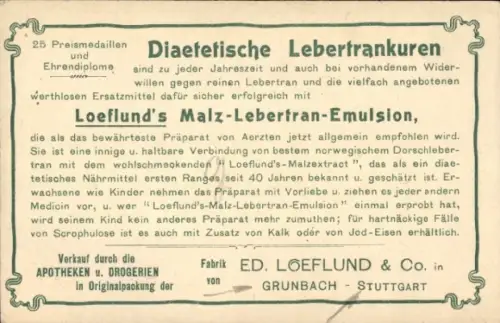 25 Preismedaillen
und
Ehrendiplome
Diaetetische Lebertrankuren
sind zu jeder Jahreszeit und auch bei vorhandenem Wider-
willen gegen reinen Lebertran und die vielfach angebotenen
werthlosen Ersatzmittel dafür sicher erfolgreich mit
Loeflund's Malz-Lebertran-Emulsion,
die als das bewährteste Präparat von Aerzten jetzt allgemein empfohlen wird.
Sie ist eine innige u. haltbare Verbindung von bestem norwegischem Dorschleber-
tran mit dem wohlschmeckenden "Loeflund's-Malzextract", das als ein diae-
tetisches Nährmittel ersten Ranges seit 40 Jahren bekannt u. geschätzt ist. Er-
wachsene wie Kinder nehmen das Präparat mit Vorliebe u. ziehen es jeder andern
Medicin vor, u. wer "Loeflund's-Malz-Lebertran-Emulsion" einmal erprobt hat,
wird seinem Kind kein anderes Präparat mehr zumuthen; für hartnäckige Fälle
von Scrophulose ist es auch mit Zusatz von Kalk oder von Jod-Eisen erhältlich.
Verkauf durch die
APOTHEKEN u. DROGERIEN
in Originalpackung der
Fabrik
von
ED. LOEFLUND & Co. in
GRUNBACH - STUTTGART